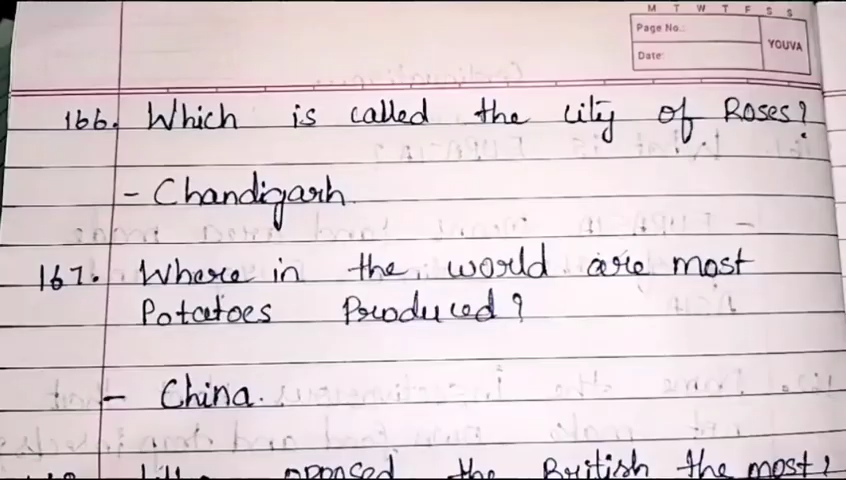 M T W T F S S
Page No.:
YOUVA
Date:
166. Which is called the city of Roses?
- Chandigarh
167. Where in the world are most
Potatoes Produced?
- China.
opposed the British the most?